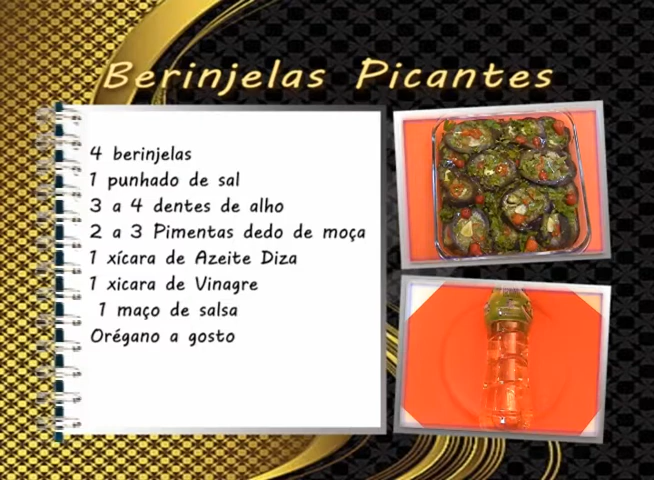 Berinjelas Picantes
4 berinjelas
1 punhado de sal
3 a 4 dentes de alho
2 a 3 Pimentas dedo de moça
1 xícara de Azeite Diza
1 xicara de Vinagre
1 maço de salsa
Orégano a gosto